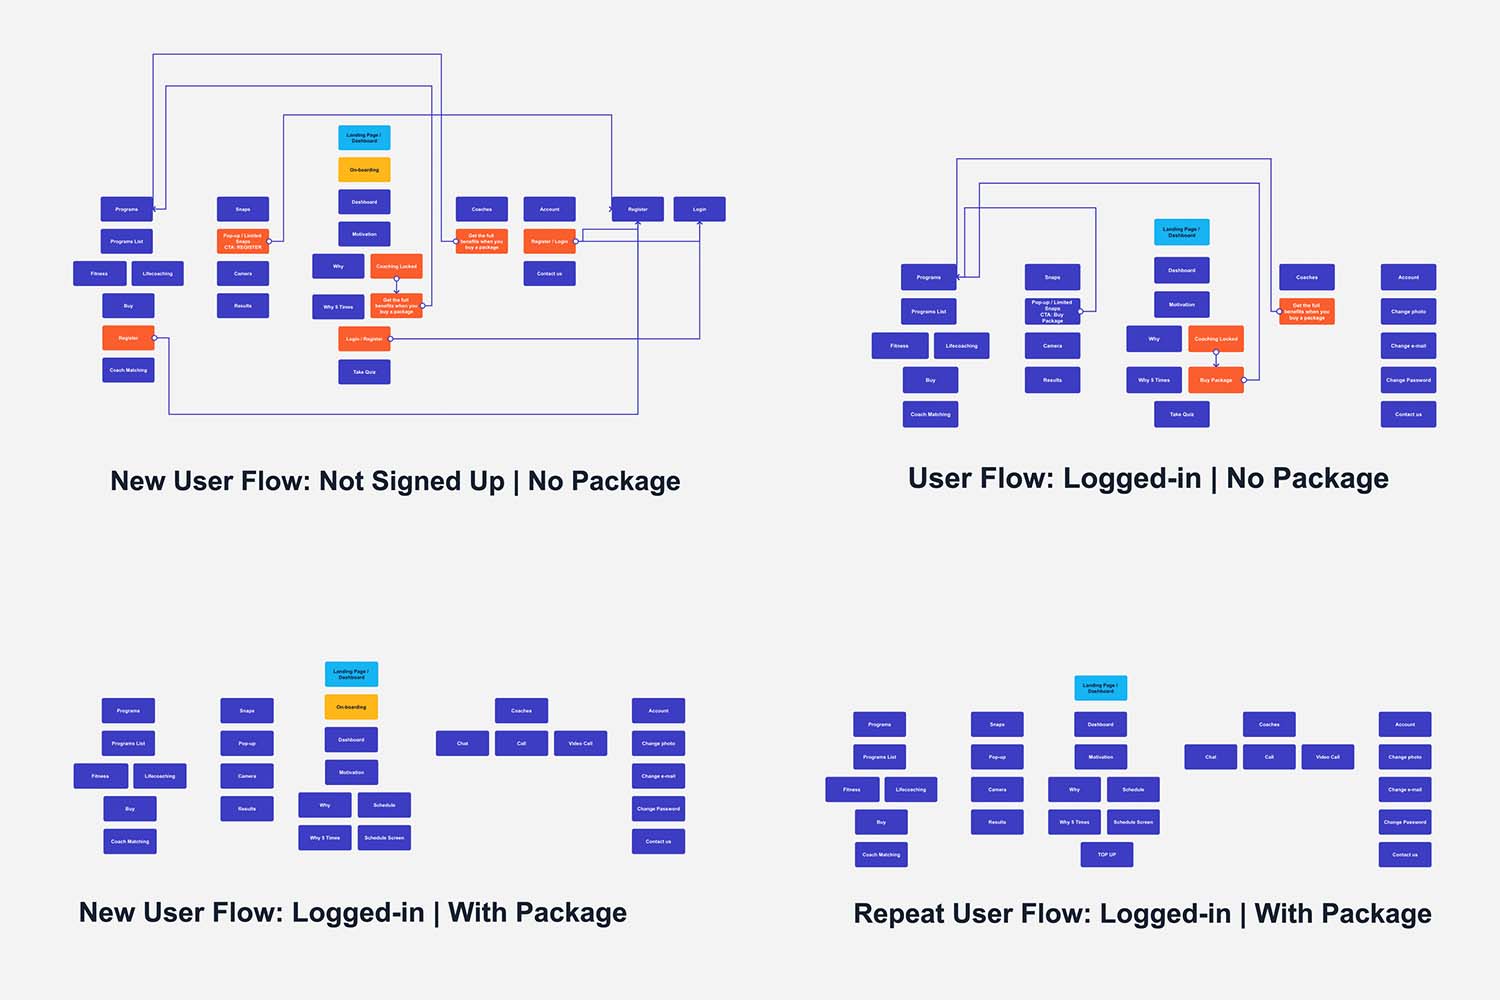 Landing Page /
Dashboard
On-boarding
Programs
Snaps
Dashboard
Coaches
Account
Register
Login
Programs List
Pop-up / Limited
Snaps
CTA: REGISTER
Motivation
Get the full
benefits when you
buy a package
Register / Login
Fitness
Lifecoaching
Camera
Why
Coaching Locked
Contact us
Buy
Results
Why 5 Times
Get the full
benefits when you
buy a package
Register
Login / Register
Coach Matching
Take Quiz
New User Flow: Not Signed Up | No Package
Landing Page /
Dashboard
Programs
Snaps
Dashboard
Coaches
Account
Programs List
Pop-up / Limited
Snaps
CTA: Buy
Package
Motivation
Get the full
benefits when you
buy a package
Change photo
Fitness
Lifecoaching
Camera
Why
Coaching Locked
Change e-mail
Buy
Results
Why 5 Times
Buy Package
Change Password
Coach Matching
Take Quiz
Contact us
User Flow: Logged-in | No Package
Landing Page /
Dashboard
On-boarding
Programs
Snaps
Dashboard
Coaches
Account
Programs List
Pop-up
Motivation
Chat
Call
Video Call
Change photo
Fitness
Lifecoaching
Camera
Why
Schedule
Change e-mail
Buy
Results
Why 5 Times
Schedule Screen
Change Password
Coach Matching
Contact us
New User Flow: Logged-in | With Package
Landing Page /
Dashboard
Programs
Snaps
Dashboard
Coaches
Account
Programs List
Pop-up
Motivation
Chat
Call
Video Call
Change photo
Fitness
Lifecoaching
Camera
Why
Schedule
Change e-mail
Buy
Results
Why 5 Times
Schedule Screen
Change Password
Coach Matching
TOP UP
Contact us
Repeat User Flow: Logged-in | With Package